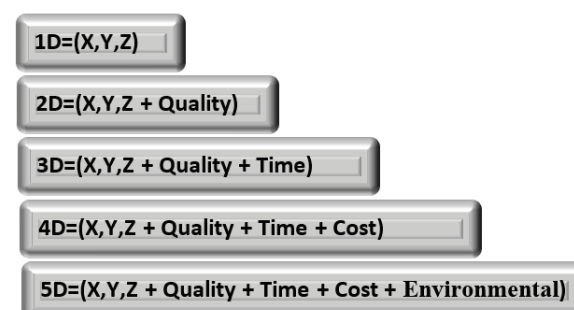 1D=(X,Y,Z)
2D=(X,Y,Z + Quality)
3D=(X,Y,Z + Quality + Time)
4D=(X,Y,Z + Quality + Time + Cost)
5D=(X,Y,Z + Quality + Time + Cost + Environmental)